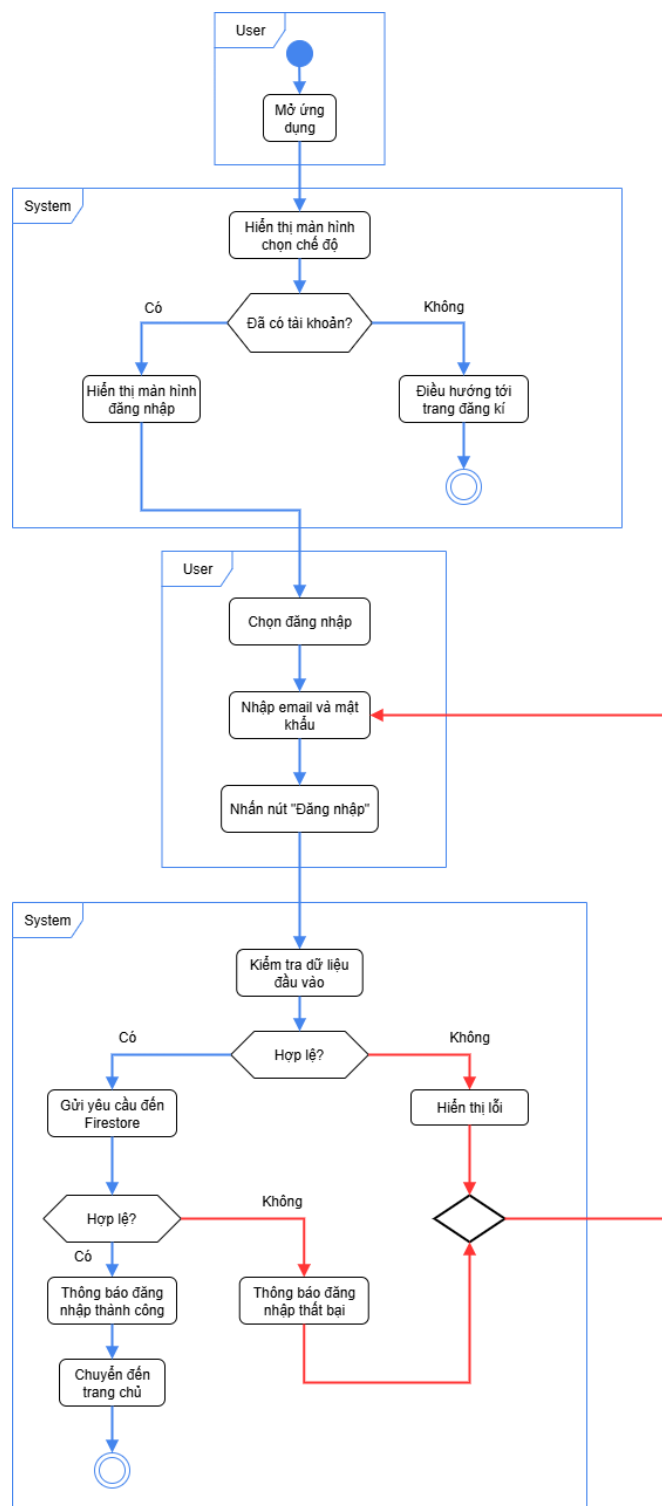 User
Mở ứng
dụng
System
Hiển thị màn hình
chọn chế độ
Có
Không
Đã có tài khoản?
Hiển thị màn hình
đăng nhập
Điều hướng tới
trang đăng kí
User
Chọn đăng nhập
Nhập email và mật
khẩu
Nhấn nút "Đăng nhập"
System
Kiểm tra dữ liệu
đầu vào
Có
Không
Hợp lệ?
Gửi yêu cầu đến
Firestore
Hiển thị lỗi
Không
Hợp lệ?
Có
Thông báo đăng
nhập thành công
Thông báo đăng
nhập thất bại
Chuyển đến
trang chủ